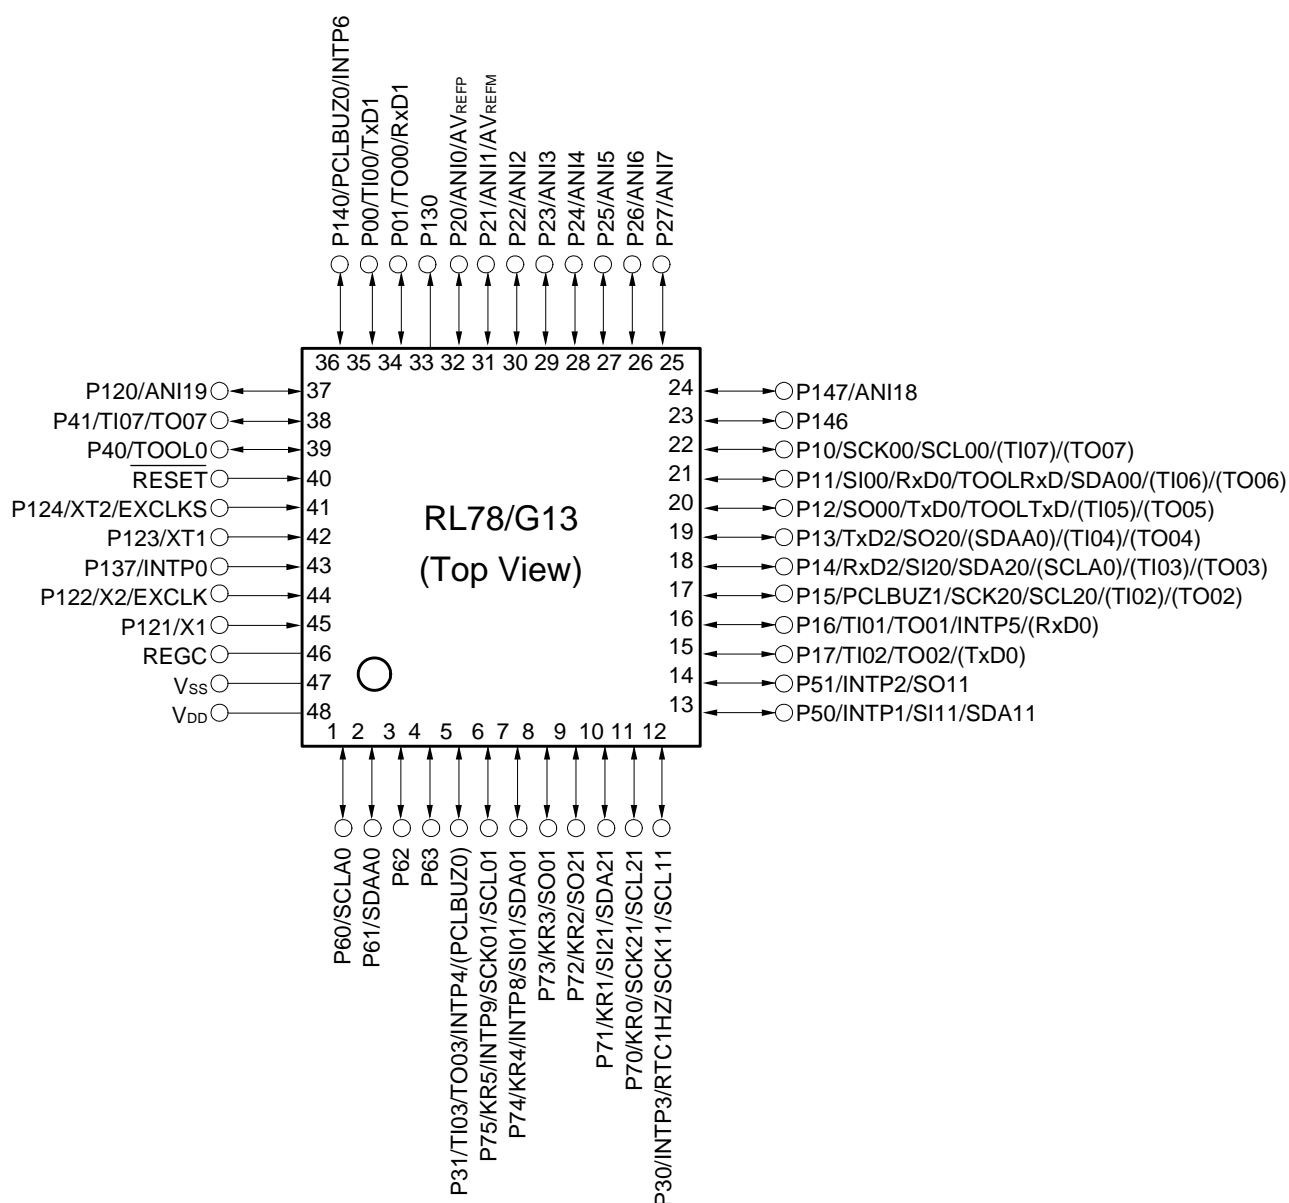 P140/PCLBUZ0/INTP6
P00/TI00/TxD1
P01/TO00/RxD1
P130
P20/ANI0/AVREFP
P21/ANI1/AVREFM
P22/ANI2
P23/ANI3
P24/ANI4
P25/ANI5
P26/ANI6
P27/ANI7
36 35 34 33 32 31 30 29 28 27 26 25
P120/ANI19 37
P41/TI07/TO07 38
P40/TOOL0 39
RESET 40
P124/XT2/EXCLKS 41
P123/XT1 42
P137/INTP0 43
P122/X2/EXCLK 44
P121/X1 45
REGC 46
VSS 47
VDD 48
RL78/G13
(Top View)
24 P147/ANI18
23 P146
22 P10/SCK00/SCL00/(TI07)/(TO07)
21 P11/SI00/RxD0/TOOLRxD/SDA00/(TI06)/(TO06)
20 P12/SO00/TxD0/TOOLTxD/(TI05)/(TO05)
19 P13/TxD2/SO20/(SDAA0)/(TI04)/(TO04)
18 P14/RxD2/SI20/SDA20/(SCLA0)/(TI03)/(TO03)
17 P15/PCLBUZ1/SCK20/SCL20/(TI02)/(TO02)
16 P16/TI01/TO01/INTP5/(RxD0)
15 P17/TI02/TO02/(TxD0)
14 P51/INTP2/SO11
13 P50/INTP1/SI11/SDA11
1 2 3 4 5 6 7 8 9 10 11 12
P60/SCLA0
P61/SDAA0
P62
P63
P31/TI03/TO03/INTP4/(PCLBUZ0)
P75/KR5/INTP9/SCK01/SCL01
P74/KR4/INTP8/SI01/SDA01
P73/KR3/SO01
P72/KR2/SO21
P71/KR1/SI21/SDA21
P70/KR0/SCK21/SCL21
P30/INTP3/RTC1HZ/SCK11/SCL11